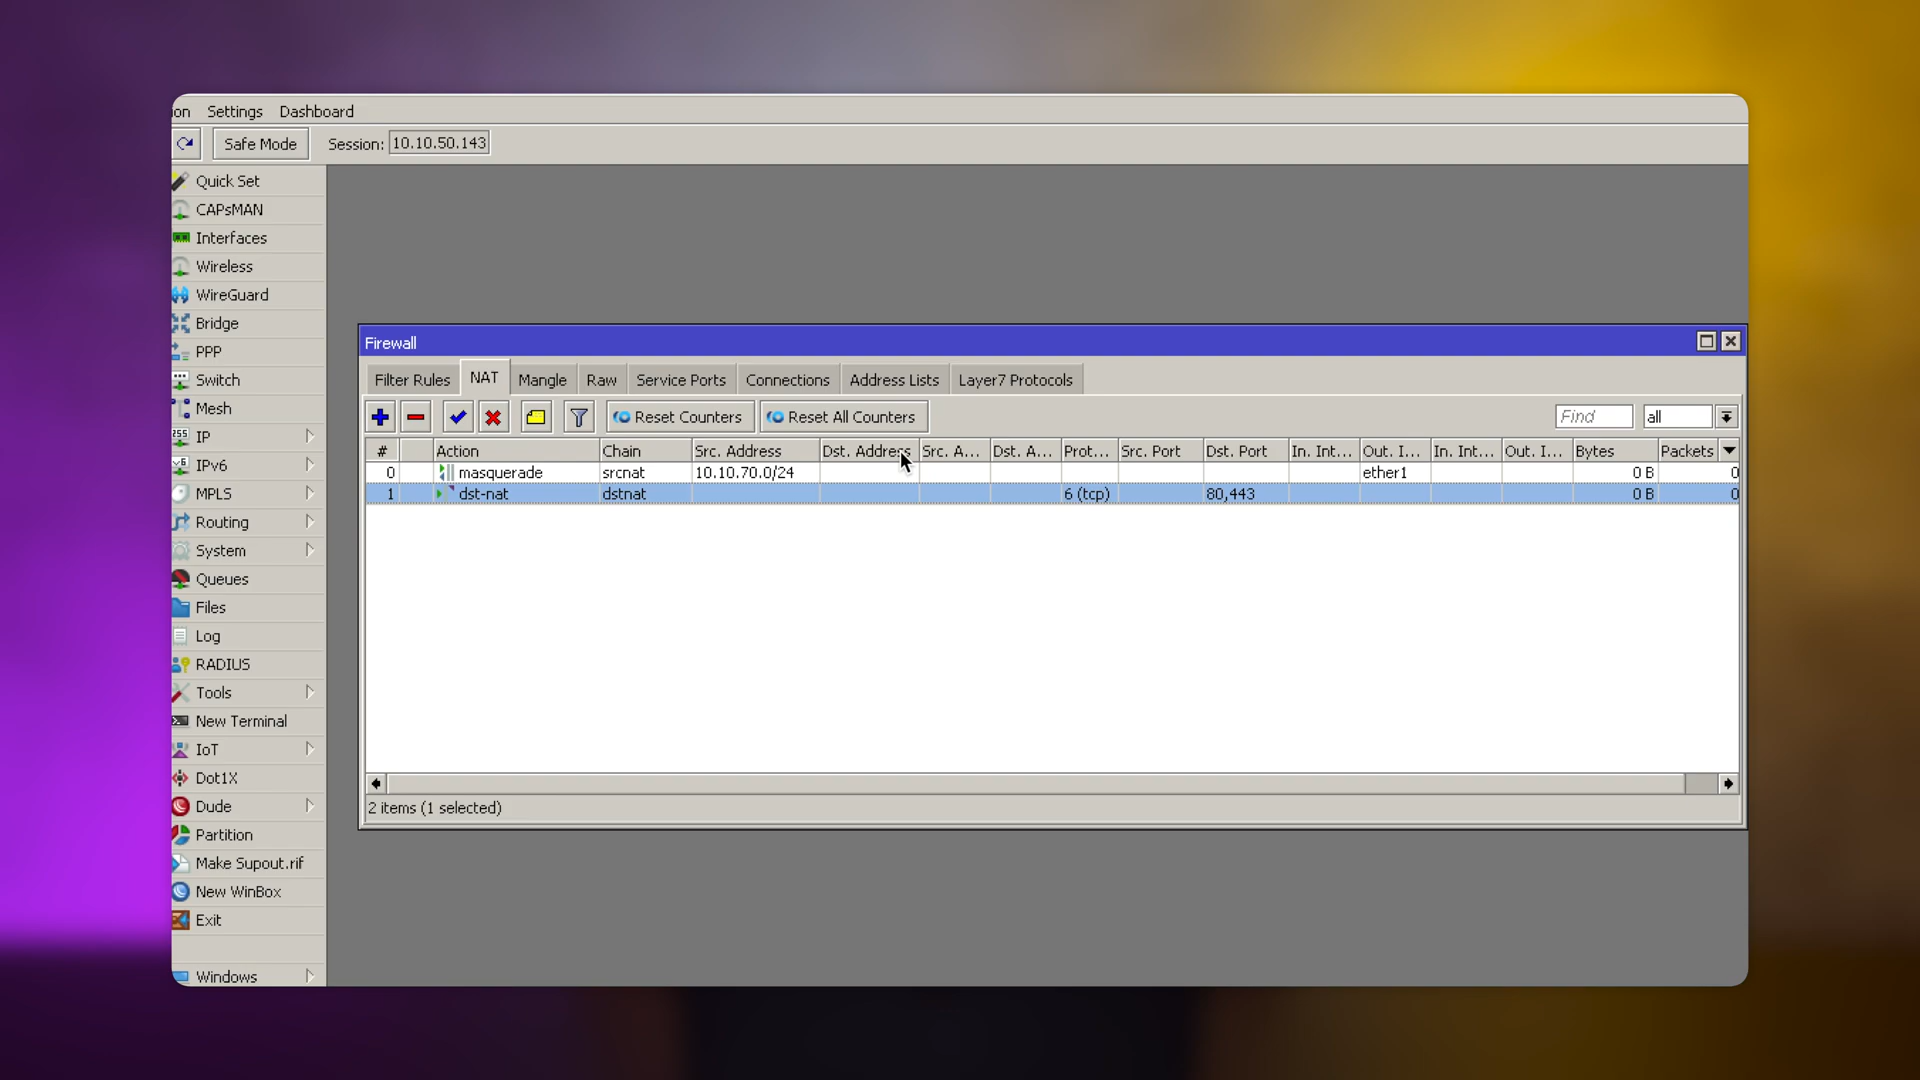 on Settings Dashboard
Safe Mode Session: 10.10.50.143
Quick Set
CAPsMAN
Interfaces
Wireless
WireGuard
Bridge
PPP
Switch
Mesh
IP
IPv6
MPLS
Routing
System
Queues
Files
Log
RADIUS
Tools
New Terminal
IoT
Dot1X
Dude
Partition
Make Supout.rif
New WinBox
Exit
Windows
Firewall
Filter Rules NAT Mangle Raw Service Ports Connections Address Lists Layer7 Protocols
Reset Counters Reset All Counters Find all
# Action Chain Src. Address Dst. Address Src. A... Dst. A... Prot... Src. Port Dst. Port In. Int... Out. I... In. Int... Out. I... Bytes Packets
0 masquerade srcnat 10.10.70.0/24 ether1 0 B 0
1 dst-nat dstnat 6 (tcp) 80,443 0 B 0
2 items (1 selected)